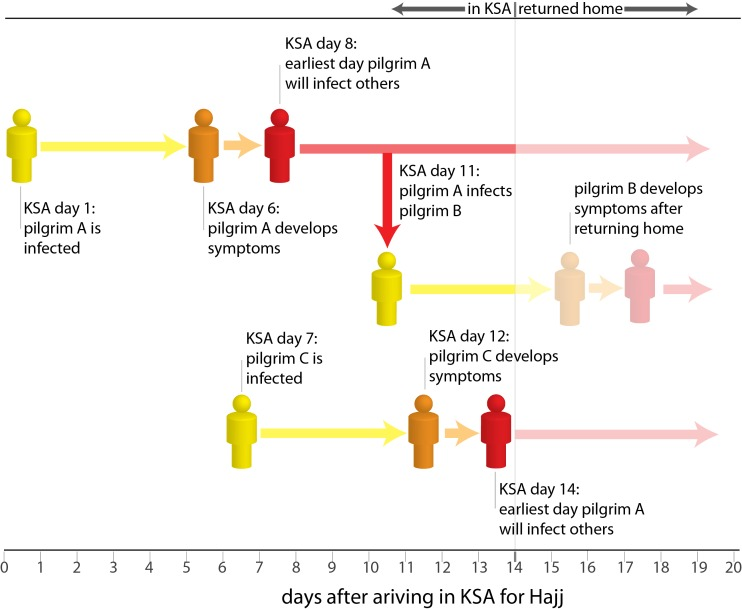 in KSA returned home
KSA day 8:
earliest day pilgrim A
will infect others
KSA day 1:
pilgrim A is
infected
KSA day 6:
pilgrim A develops
symptoms
KSA day 11:
pilgrim A infects
pilgrim B
pilgrim B develops
symptoms after
returning home
KSA day 7:
pilgrim C is
infected
KSA day 12:
pilgrim C develops
symptoms
KSA day 14:
earliest day pilgrim A
will infect others
0 1 2 3 4 5 6 7 8 9 10 11 12 13 14 15 16 17 18 19 20
days after ariving in KSA for Hajj